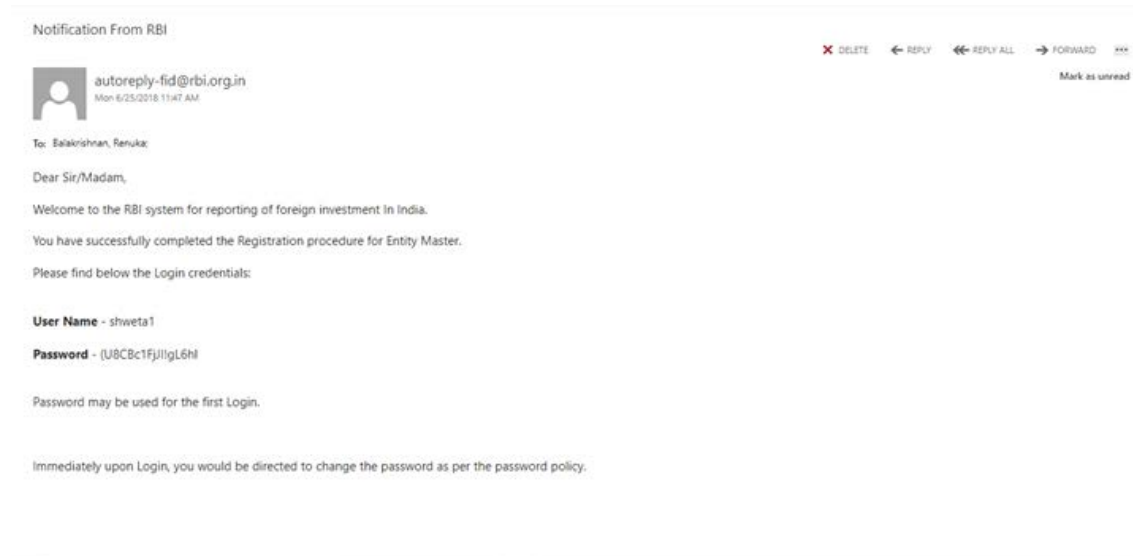 Notification From RBI
DELETE REPLY REPLY ALL FORWARD
Mark as unread
autoreply-fid@rbi.org.in
Mon 6/25/2018 11:47 AM
To: Balakrishnan, Renuka;
Dear Sir/Madam,
Welcome to the RBI system for reporting of foreign investment In India.
You have successfully completed the Registration procedure for Entity Master.
Please find below the Login credentials:
User Name - shweta1
Password -
Password may be used for the first Login.
Immediately upon Login, you would be directed to change the password as per the password policy.